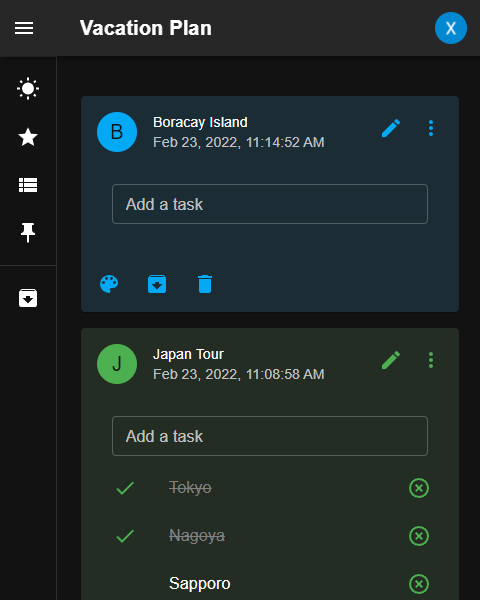 Vacation Plan
X
B
Boracay Island
Feb 23, 2022, 11:14:52 AM
Add a task
J
Japan Tour
Feb 23, 2022, 11:08:58 AM
Add a task
Tokyo
Nagoya
Sapporo